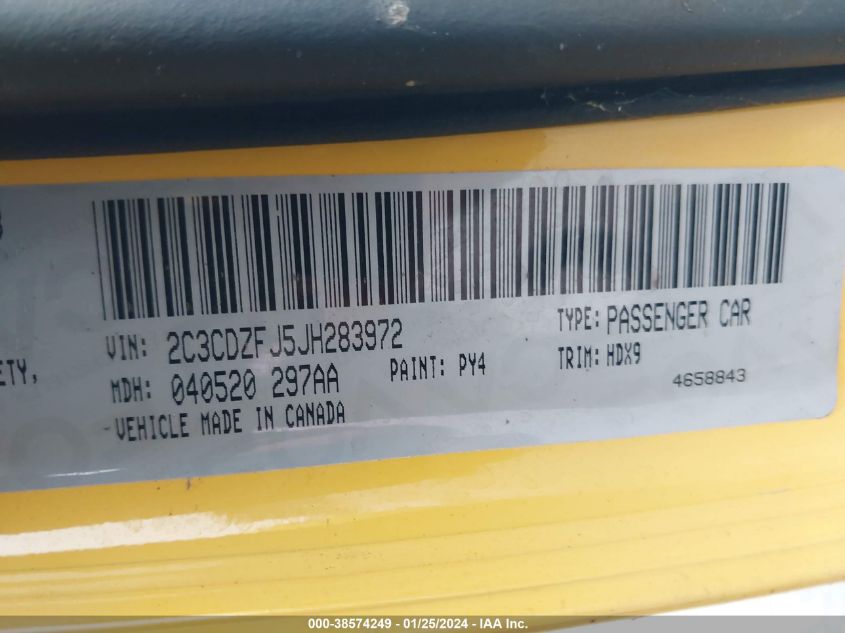 ETY,
VIN: 2C3CDZFJ5JH283972
TYPE: PASSENGER CAR
MDH: 040520 297AA
PAINT: PY4
TRIM: HDX9
4658843
VEHICLE MADE IN CANADA
000-38574249 - 01/25/2024 - IAA Inc.